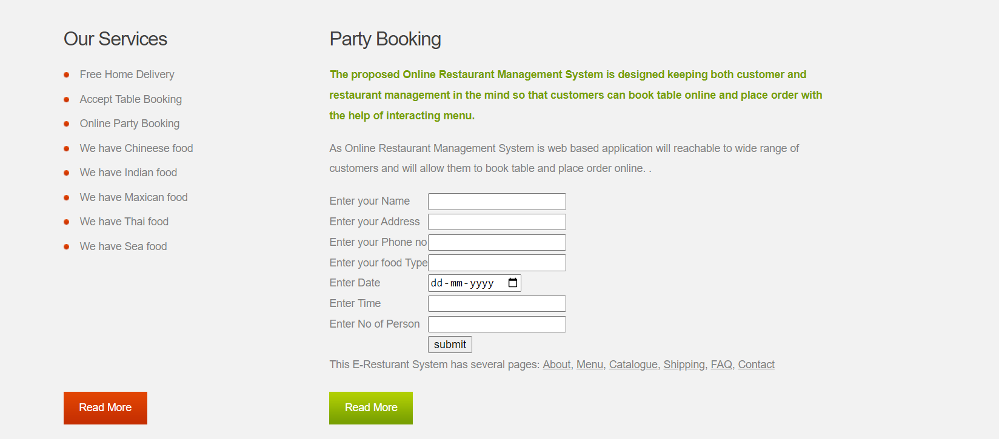 Our Services
Free Home Delivery
Accept Table Booking
Online Party Booking
We have Chineese food
We have Indian food
We have Maxican food
We have Thai food
We have Sea food
Read More
Party Booking
The proposed Online Restaurant Management System is designed keeping both customer and
restaurant management in the mind so that customers can book table online and place order with
the help of interacting menu.
As Online Restaurant Management System is web based application will reachable to wide range of
customers and will allow them to book table and place order online. .
Enter your Name
Enter your Address
Enter your Phone no
Enter your food Type
Enter Date dd-mm-yyyy
Enter Time
Enter No of Person
submit
This E-Resturant System has several pages: About, Menu, Catalogue, Shipping, FAQ, Contact
Read More